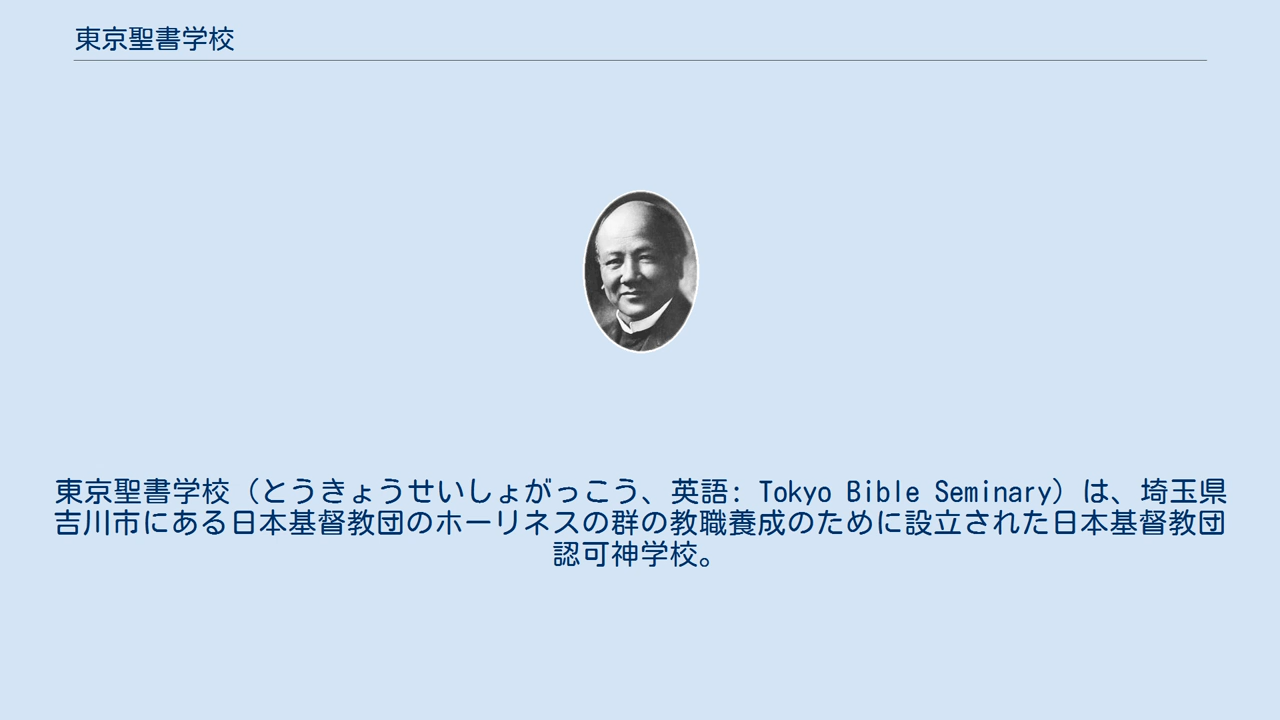 東京聖書学校
東京聖書学校（とうきょうせいしょがっこう、英語: Tokyo Bible Seminary）は、埼玉県
吉川市にある日本基督教団のホーリネスの群の教職養成のために設立された日本基督教団
認可神学校。